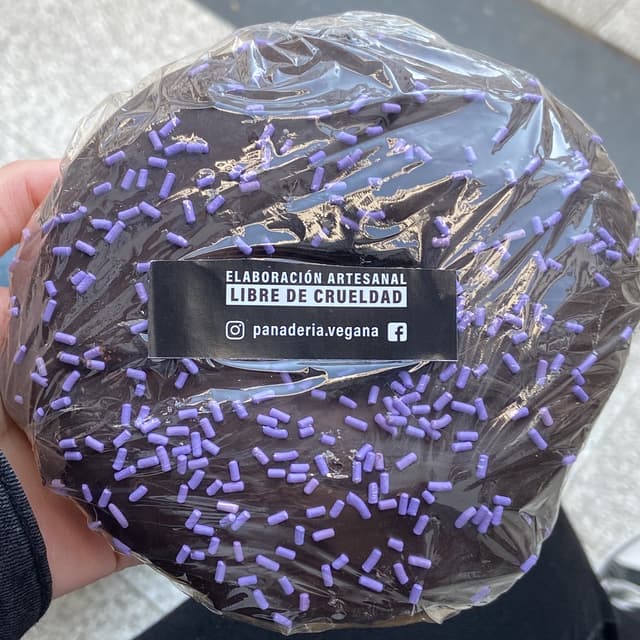 ELABORACIÓN ARTESANAL
LIBRE DE CRUELDAD
panaderia.vegana